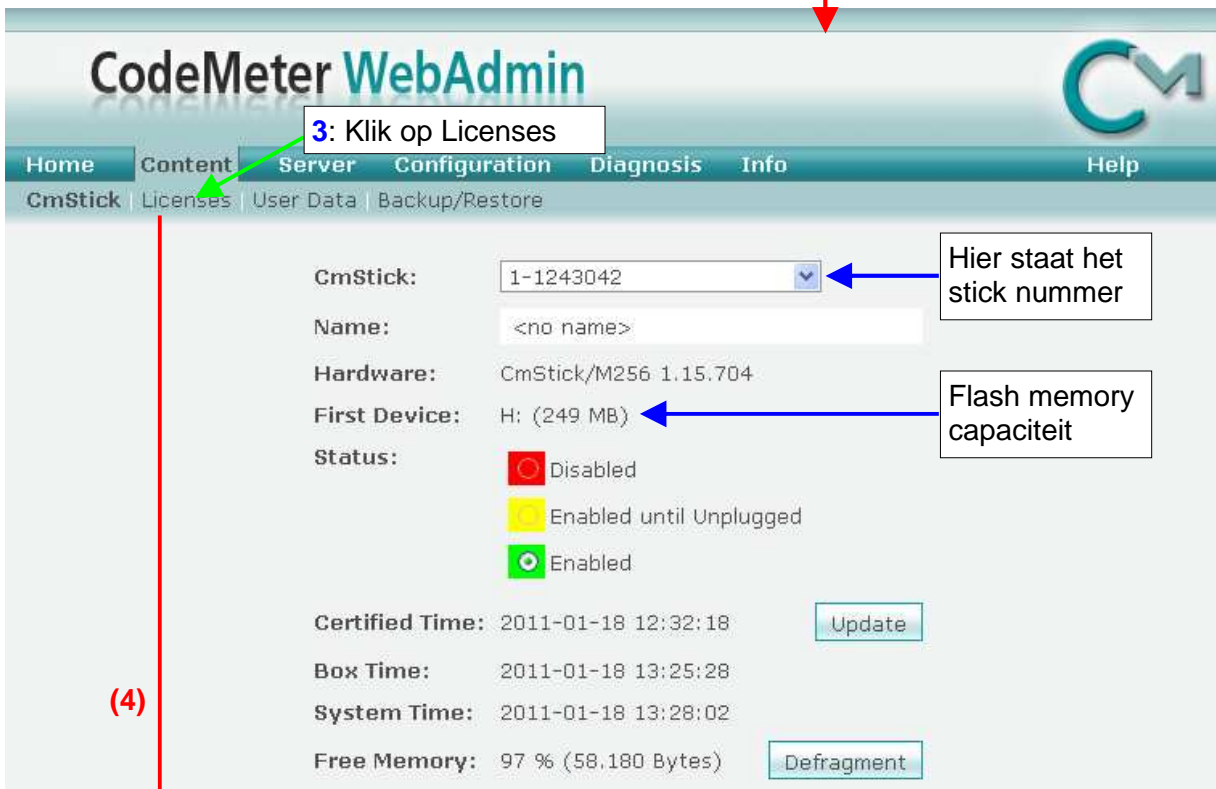 CodeMeter WebAdmin
CM
3: Klik op Licenses
Home Content Server Configuration Diagnosis Info Help
CmStick | Licenses | User Data | Backup/Restore
CmStick: 1-1243042
Hier staat het
stick nummer
Name: <no name>
Hardware: CmStick/M256 1.15.704
First Device: H: (249 MB)
Flash memory
capaciteit
Status:
Disabled
Enabled until Unplugged
Enabled
Certified Time: 2011-01-18 12:32:18 Update
Box Time: 2011-01-18 13:25:28
(4)
System Time: 2011-01-18 13:28:02
Free Memory: 97 % (58.180 Bytes) Defragment